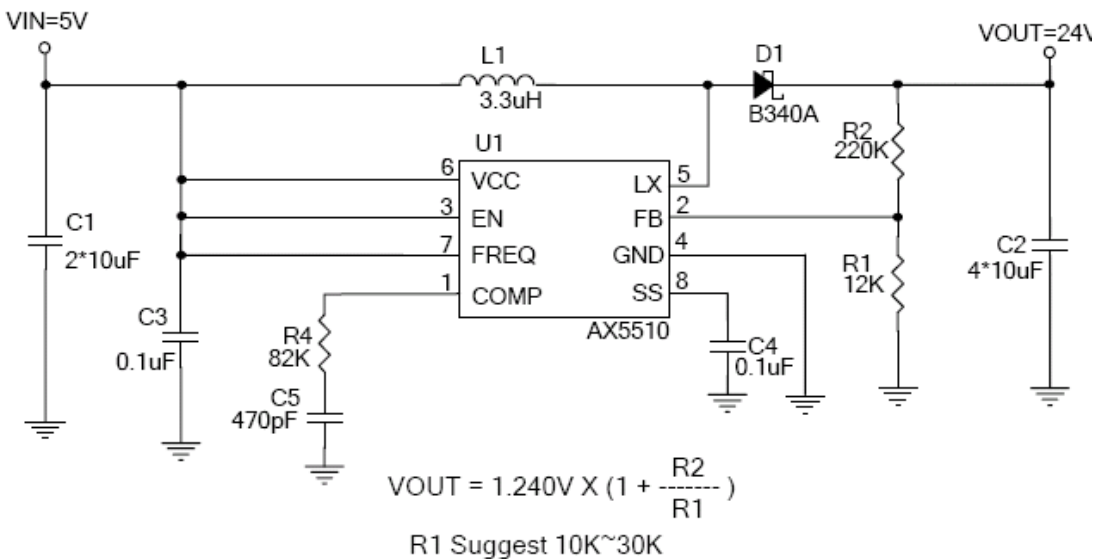 VIN=5V
VOUT=24V
L1
3.3uH
D1
B340A
U1
R2
220K
6
VCC
LX
5
3
EN
FB
2
7
FREQ
GND
4
1
COMP
SS
8
AX5510
C1
2*10uF
C3
0.1uF
R4
82K
C5
470pF
C4
0.1uF
R1
12K
C2
4*10uF
VOUT = 1.240V X (1 + R2
------- )
R1
R1 Suggest 10K~30K